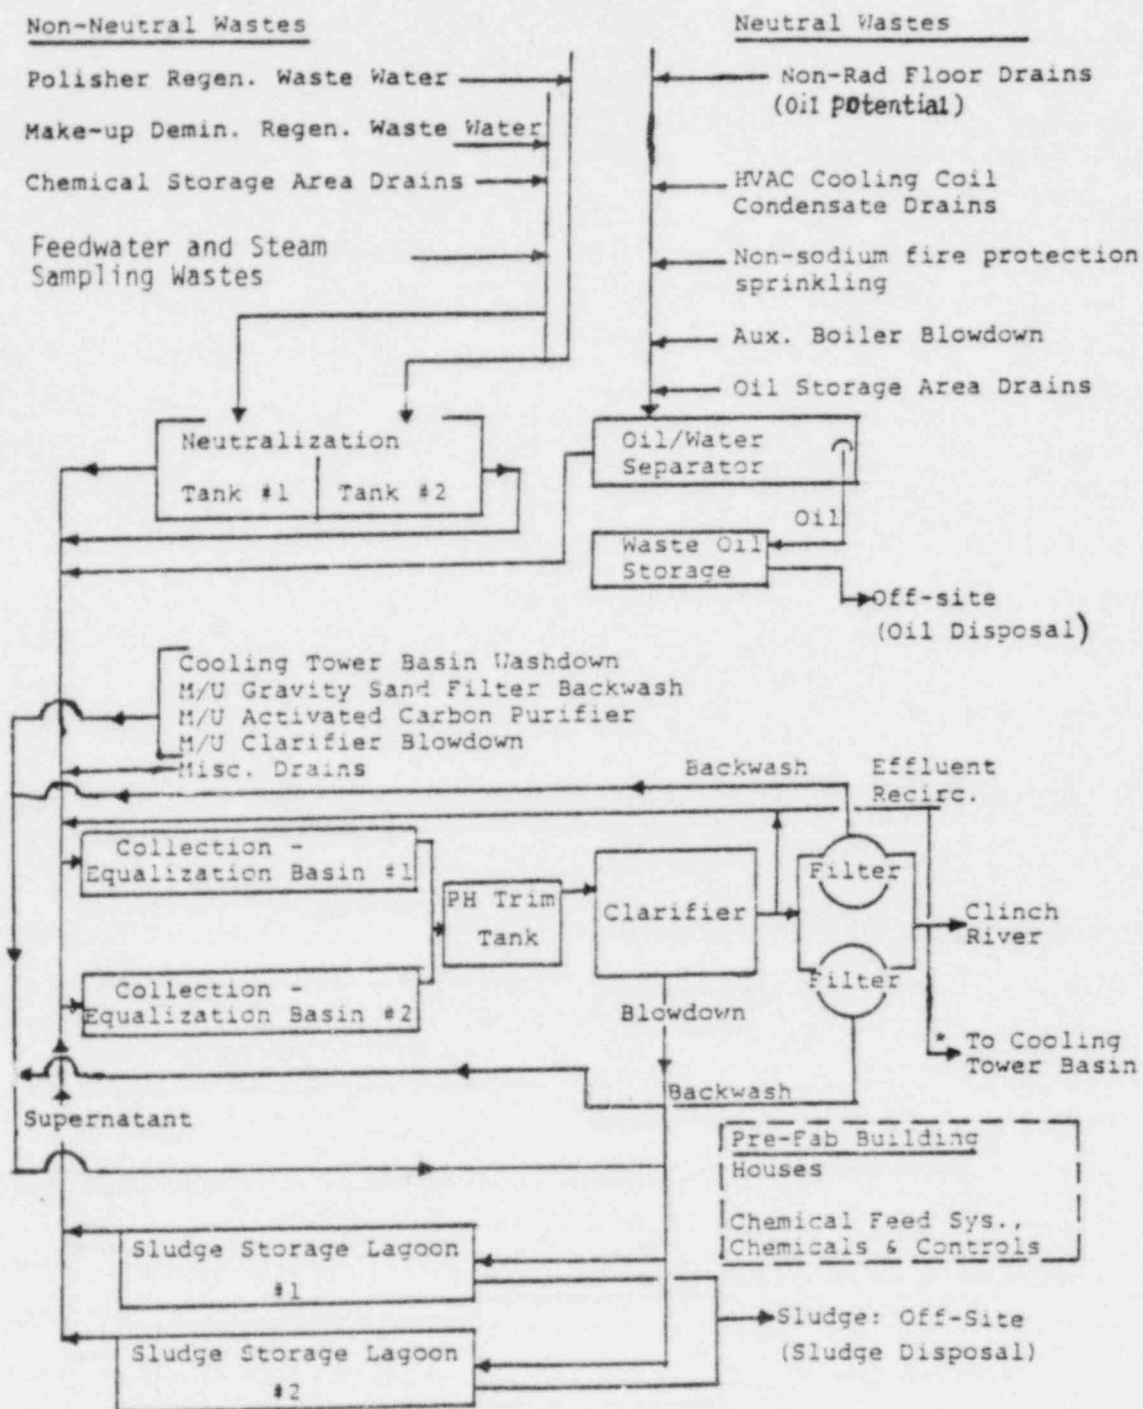 Non-Neutral Wastes
Neutral Wastes
Polisher Regen. Waste Water
Make-up Demin. Regen. Waste Water
Chemical Storage Area Drains
Feedwater and Steam
Sampling Wastes
Non-Rad Floor Drains
(Oil Potential)
HVAC Cooling Coil
Condensate Drains
Non-sodium fire protection
sprinkling
Aux. Boiler Blowdown
Oil Storage Area Drains
Neutralization
Tank #1
Tank #2
Oil/Water
Separator
Oil
Waste Oil
Storage
Off-site
(Oil Disposal)
Cooling Tower Basin Washdown
M/U Gravity Sand Filter Backwash
M/U Activated Carbon Purifier
M/U Clarifier Blowdown
Misc. Drains
Backwash
Effluent
Recirc.
Collection -
Equalization Basin #1
PH Trim
Tank
Clarifier
Filter
Clinch
River
Collection -
Equalization Basin #2
Filter
Blowdown
* To Cooling
Tower Basin
Backwash
Supernatant
Pre-Fab Building
Houses
Chemical Feed Sys.,
Chemicals & Controls
Sludge Storage Lagoon
#1
Sludge: Off-Site
(Sludge Disposal)
Sludge Storage Lagoon
#2